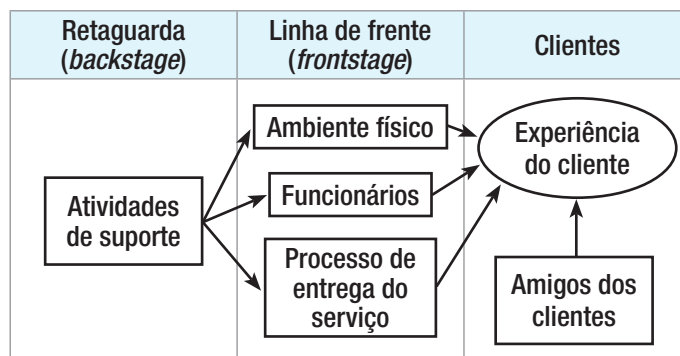 Retaguarda
(backstage)
Linha de frente
(frontstage)
Clientes
Ambiente físico
Funcionários
Processo de
entrega do
serviço
Atividades
de suporte
Experiência
do cliente
Amigos dos
clientes